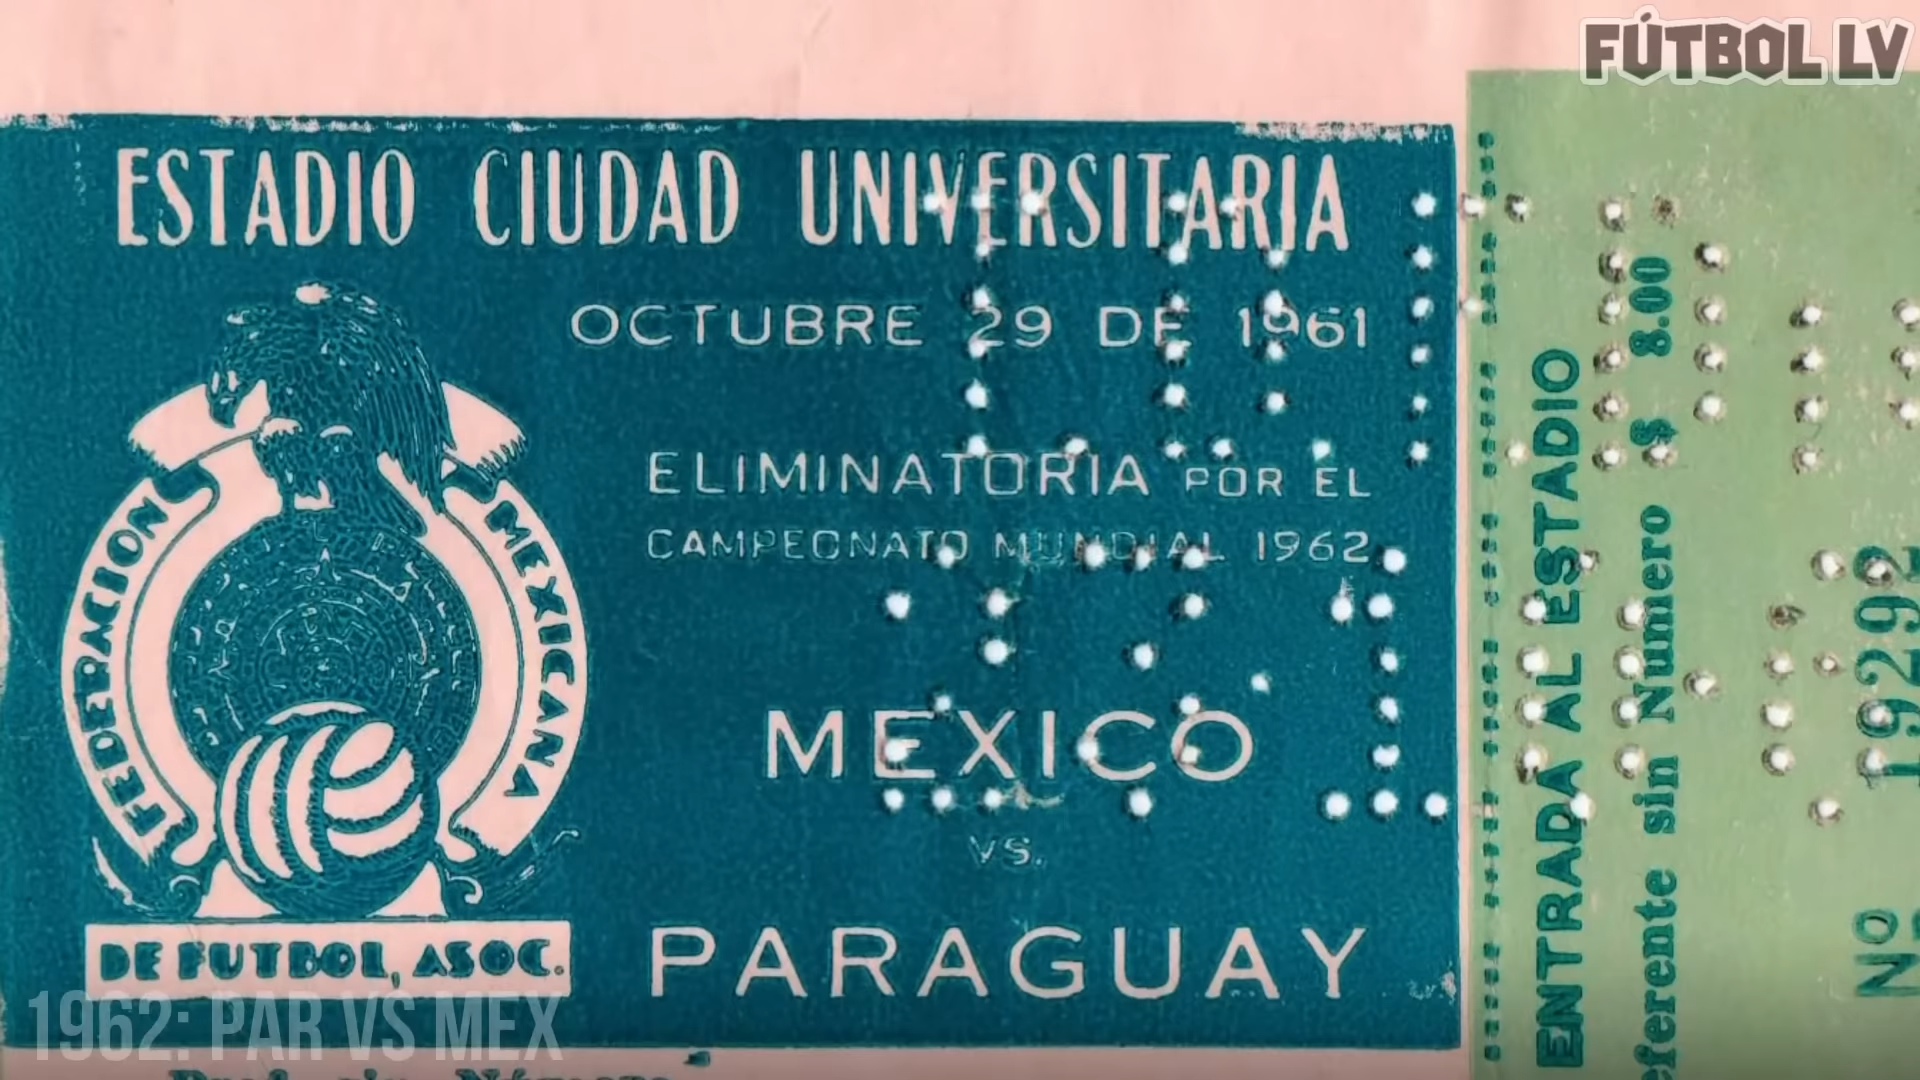 FÚTBOL LV
ESTADIO CIUDAD UNIVERSITARIA
OCTUBRE 29 DE 1961
ELIMINATORIA POR EL
CAMPEONATO MUNDIAL 1962
MEXICO
VS.
PARAGUAY
FEDERACION MEXICANA
DE FUTBOL, ASOC.
ENTRADA AL ESTADIO
sin Numero $ 8.00
No 19292
1962: PAR VS MEX